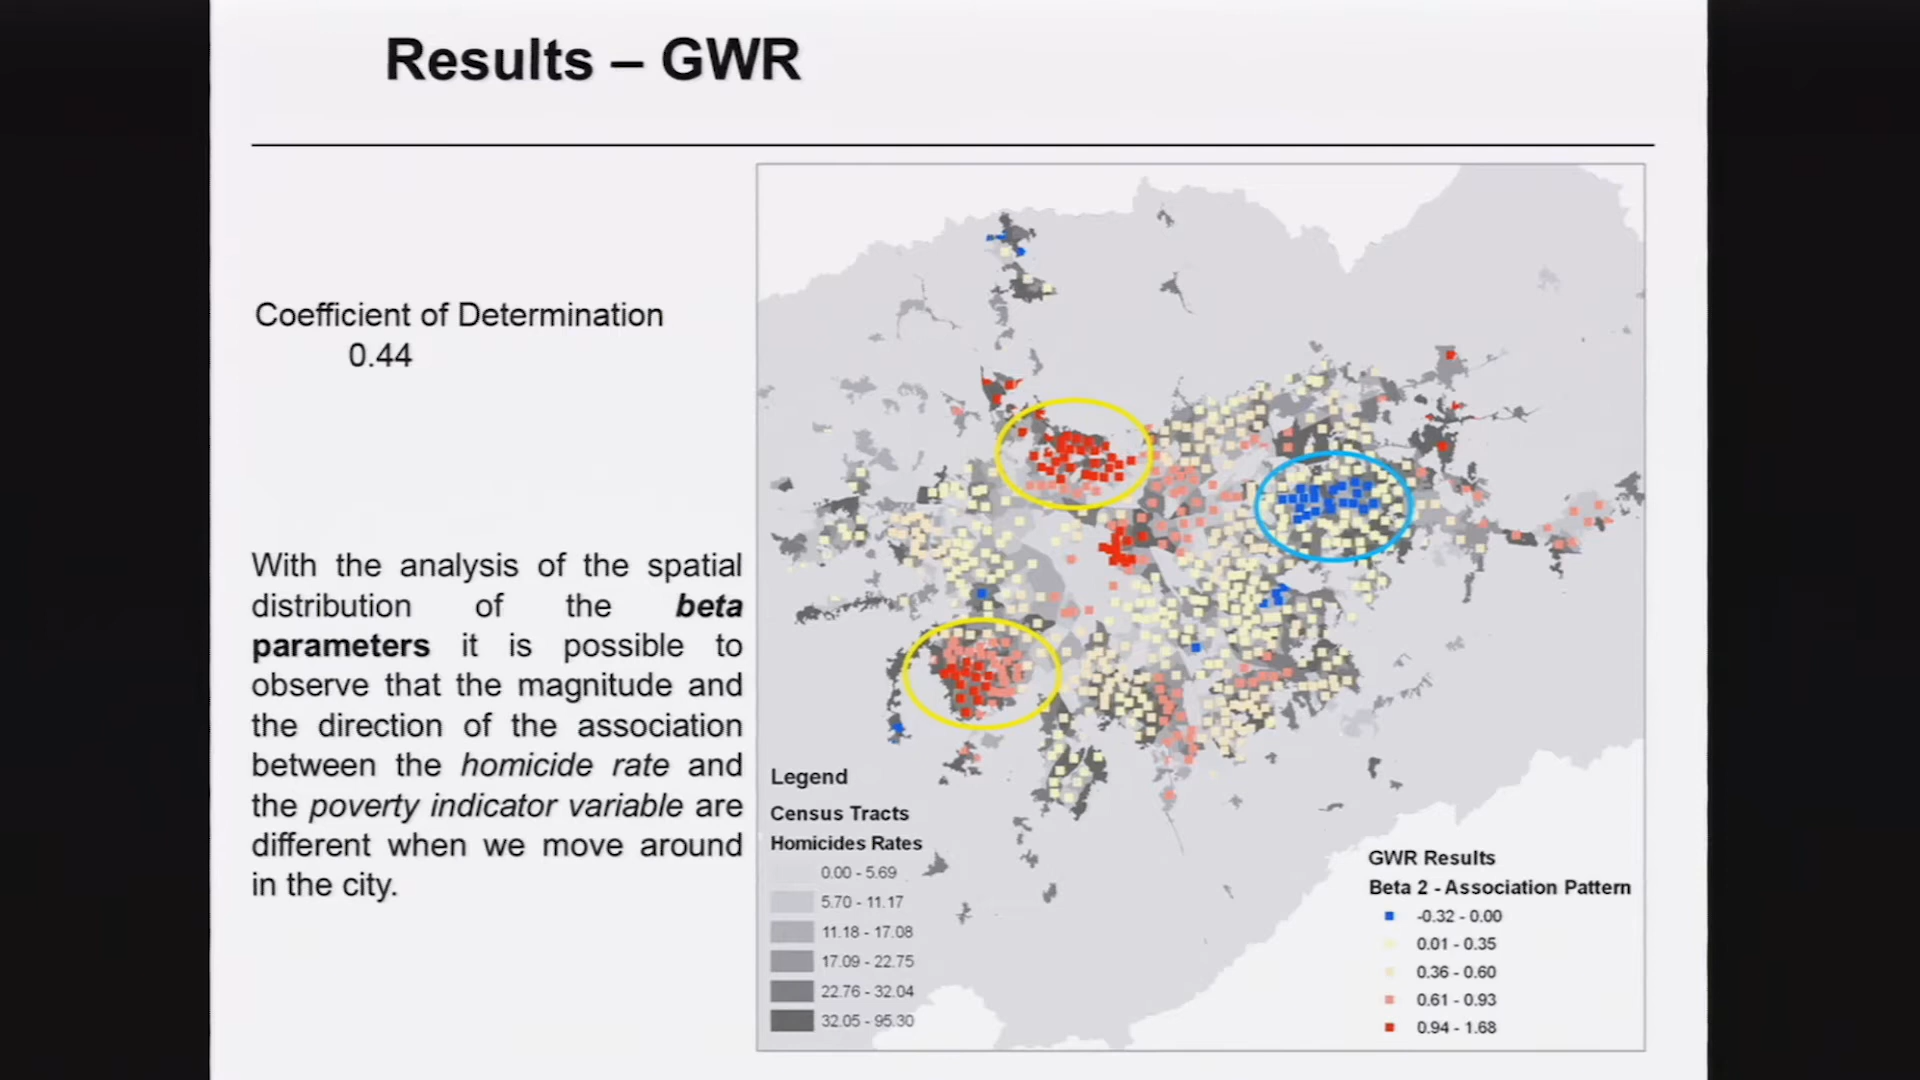 Results – GWR
Coefficient of Determination
0.44
With the analysis of the spatial
distribution of the beta
parameters it is possible to
observe that the magnitude and
the direction of the association
between the homicide rate and
the poverty indicator variable are
different when we move around
in the city.
Legend
Census Tracts
Homicides Rates
0.00 - 5.69
5.70 - 11.17
11.18 - 17.08
17.09 - 22.75
22.76 - 32.04
32.05 - 95.30
GWR Results
Beta 2 - Association Pattern
-0.32 - 0.00
0.01 - 0.35
0.36 - 0.60
0.61 - 0.93
0.94 - 1.68